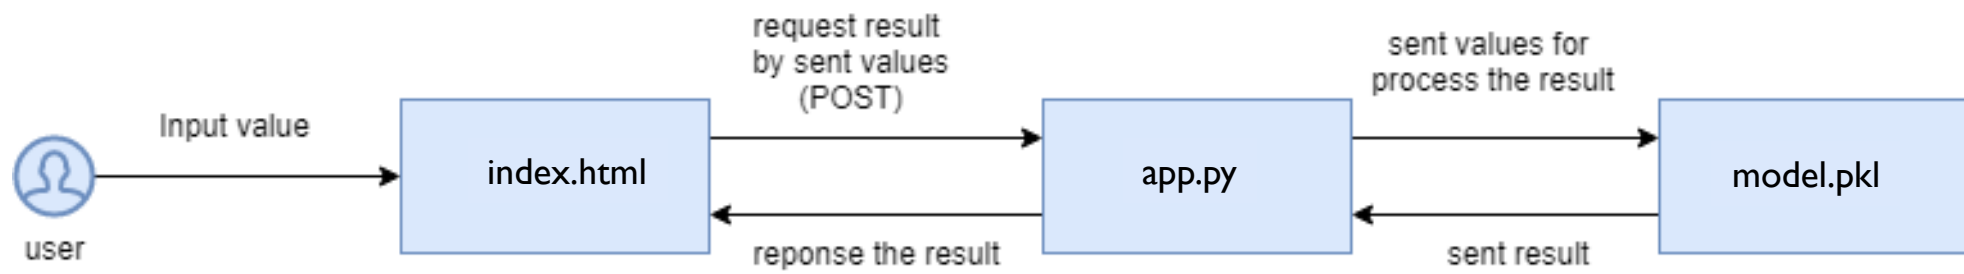 user
Input value
index.html
request result
by sent values
(POST)
reponse the result
app.py
sent values for
process the result
sent result
model.pkl